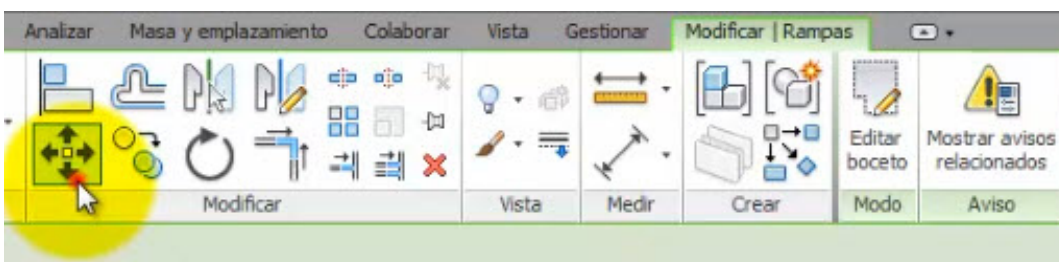 Analizar Masa y emplazamiento Colaborar Vista Gestionar Modificar | Rampas
Editar boceto
Mostrar avisos relacionados
Modificar Vista Medir Crear Modo Aviso